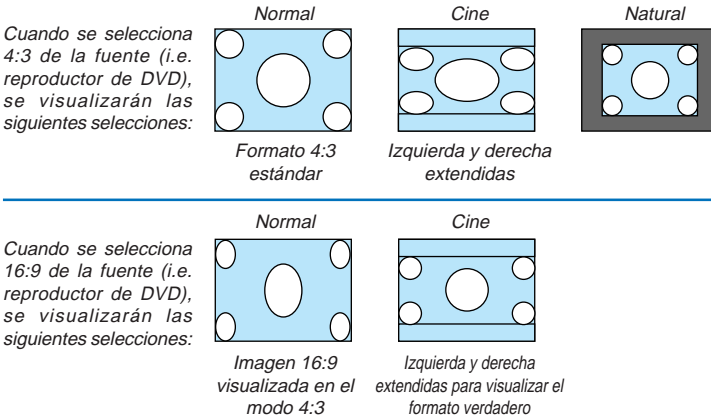 Cuando se selecciona
4:3 de la fuente (i.e.
reproductor de DVD),
se visualizarán las
siguientes selecciones:
Normal
Cine
Natural
Formato 4:3
estándar
Izquierda y derecha
extendidas
Cuando se selecciona
16:9 de la fuente (i.e.
reproductor de DVD),
se visualizarán las
siguientes selecciones:
Normal
Cine
Imagen 16:9
visualizada en el
modo 4:3
Izquierda y derecha
extendidas para visualizar el
formato verdadero